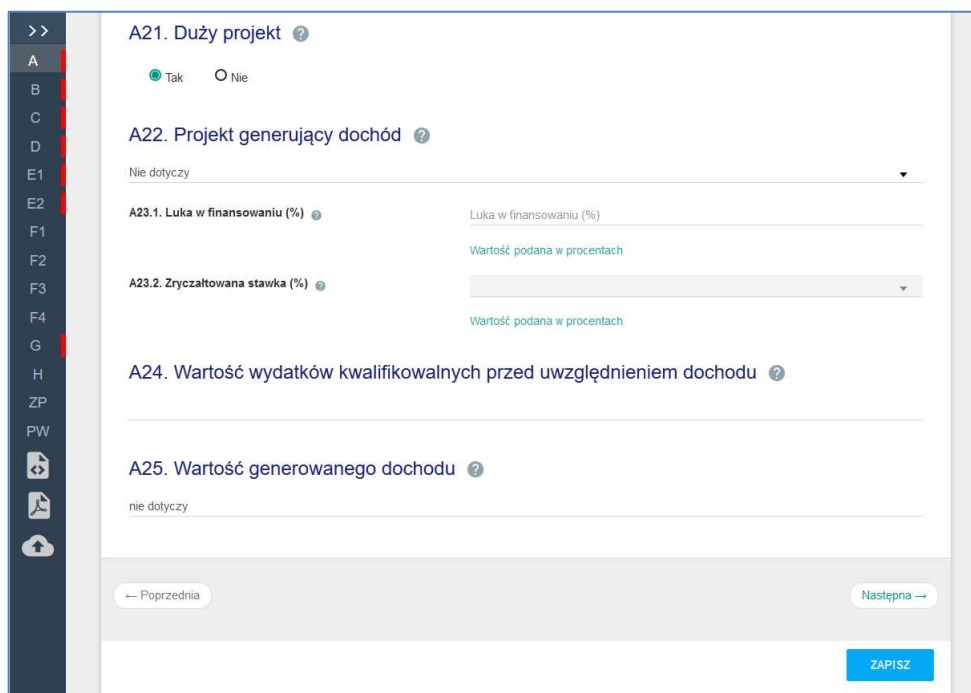 >>
A
B
C
D
E1
E2
F1
F2
F3
F4
G
H
ZP
PW
A21. Duży projekt ?
Tak Nie
A22. Projekt generujący dochód ?
Nie dotyczy
A23.1. Luka w finansowaniu (%) ? Luka w finansowaniu (%)
Wartość podana w procentach
A23.2. Zryczałtowana stawka (%) ?
Wartość podana w procentach
A24. Wartość wydatków kwalifikowalnych przed uwzględnieniem dochodu ?
A25. Wartość generowanego dochodu ?
nie dotyczy
← Poprzednia Następna →
ZAPISZ